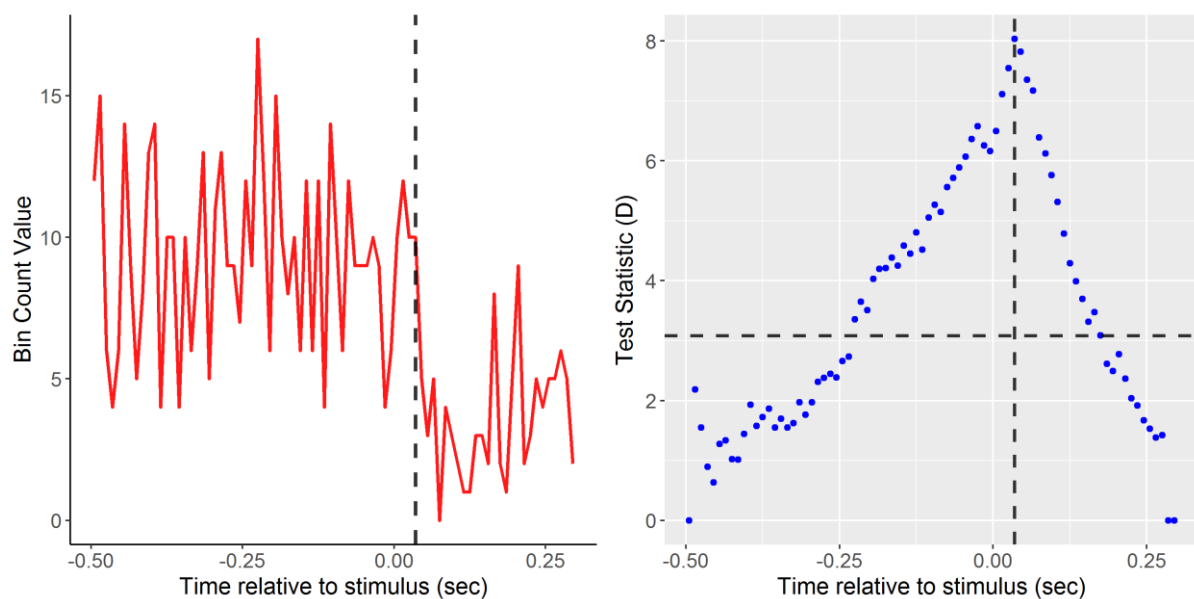 Bin Count Value
15
10
5
0
-0.50 -0.25 0.00 0.25
Time relative to stimulus (sec)
Test Statistic (D)
8
6
4
2
0
-0.50 -0.25 0.00 0.25
Time relative to stimulus (sec)